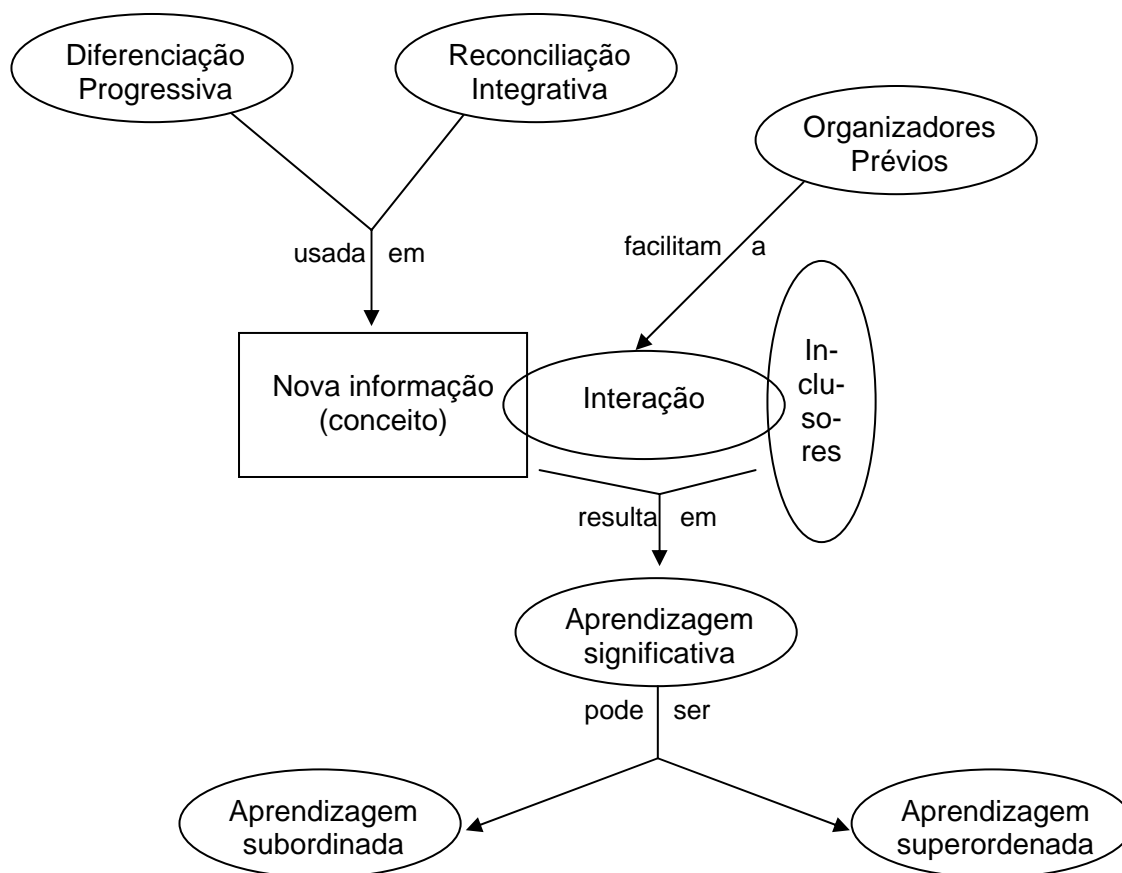 Diferenciação
Progressiva
Reconciliação
Integrativa
Organizadores
Prévios
usada em
facilitam a
Nova informação
(conceito)
Interação
In-
clu-
so-
res
resulta em
Aprendizagem
significativa
pode ser
Aprendizagem
subordinada
Aprendizagem
superordenada